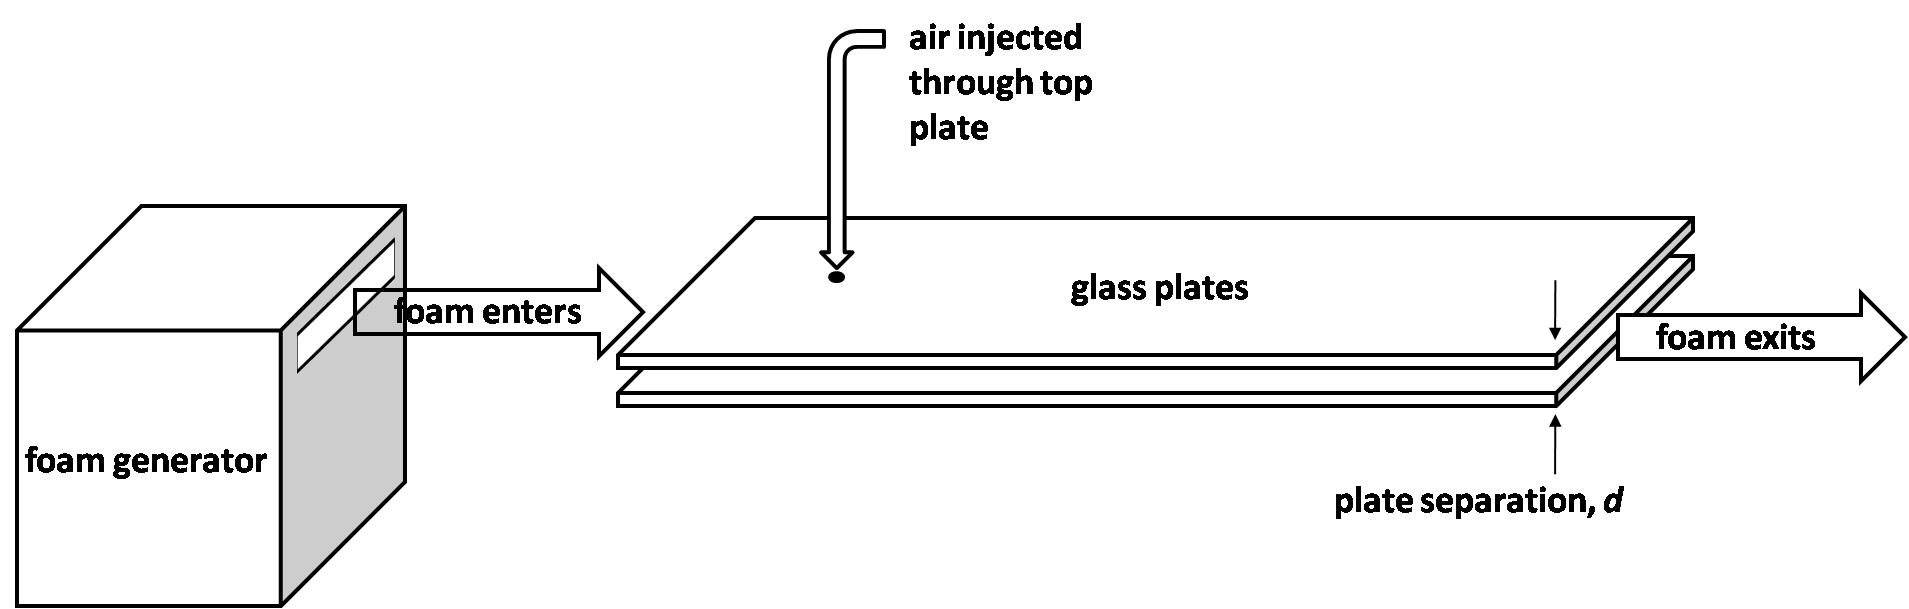 air injected
through top
plate
glass plates
foam enters
foam exits
foam generator
plate separation, d